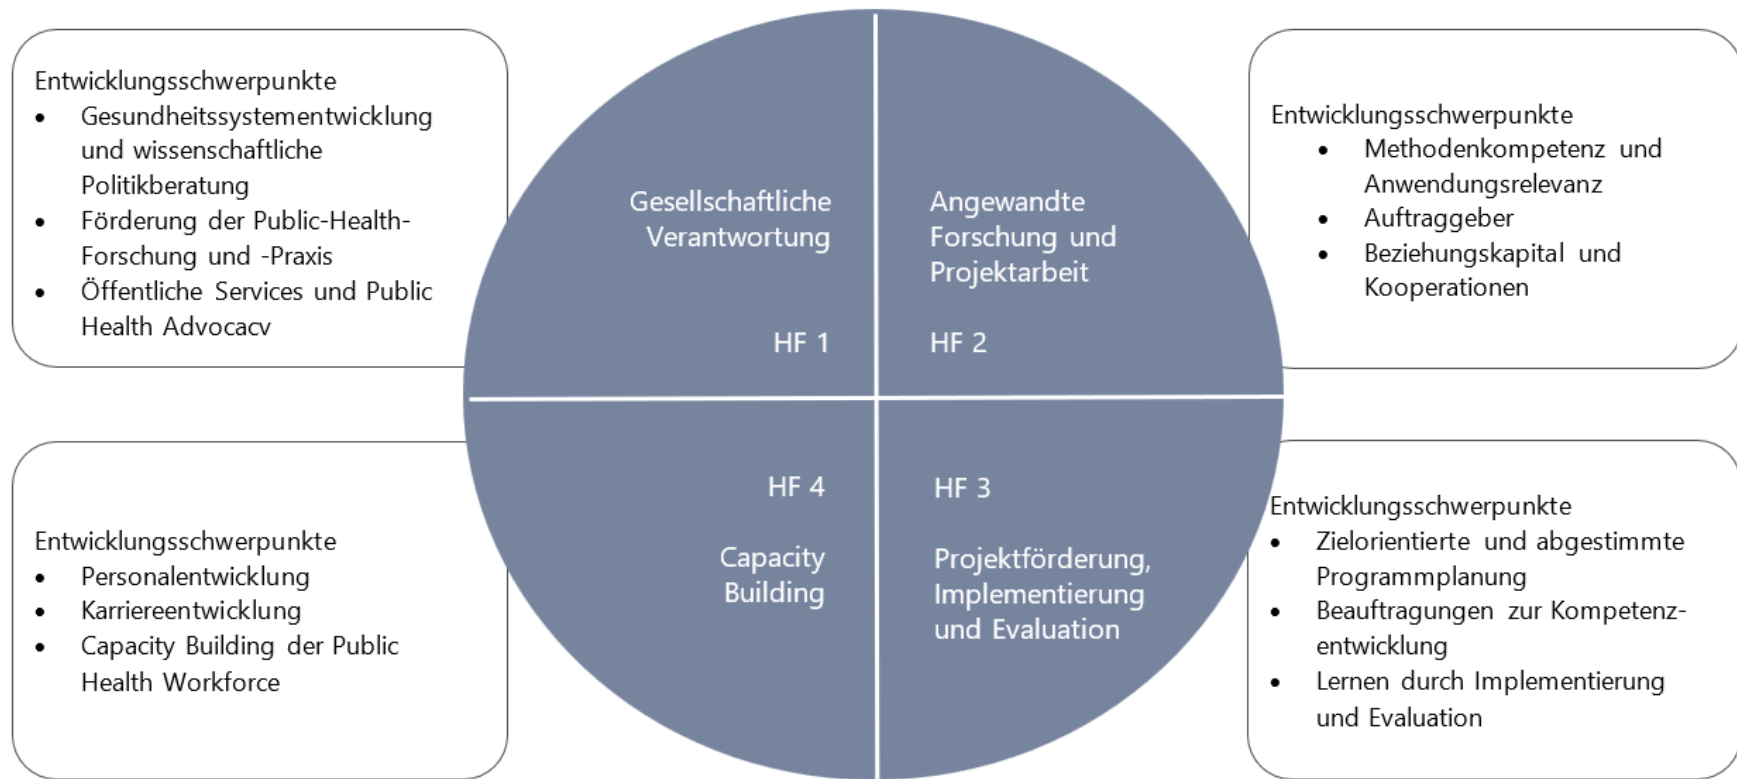 Entwicklungsschwerpunkte
• Gesundheitssystementwicklung
und wissenschaftliche
Politikberatung
• Förderung der Public-Health-
Forschung und -Praxis
• Öffentliche Services und Public
Health Advocacy
Gesellschaftliche
Verantwortung
HF 1
Angewandte
Forschung und
Projektarbeit
HF 2
Entwicklungsschwerpunkte
• Methodenkompetenz und
Anwendungsrelevanz
• Auftraggeber
• Beziehungskapital und
Kooperationen
Entwicklungsschwerpunkte
• Personalentwicklung
• Karriereentwicklung
• Capacity Building der Public
Health Workforce
HF 4
Capacity
Building
HF 3
Projektförderung,
Implementierung
und Evaluation
Entwicklungsschwerpunkte
• Zielorientierte und abgestimmte
Programmplanung
• Beauftragungen zur Kompetenz-
entwicklung
• Lernen durch Implementierung
und Evaluation